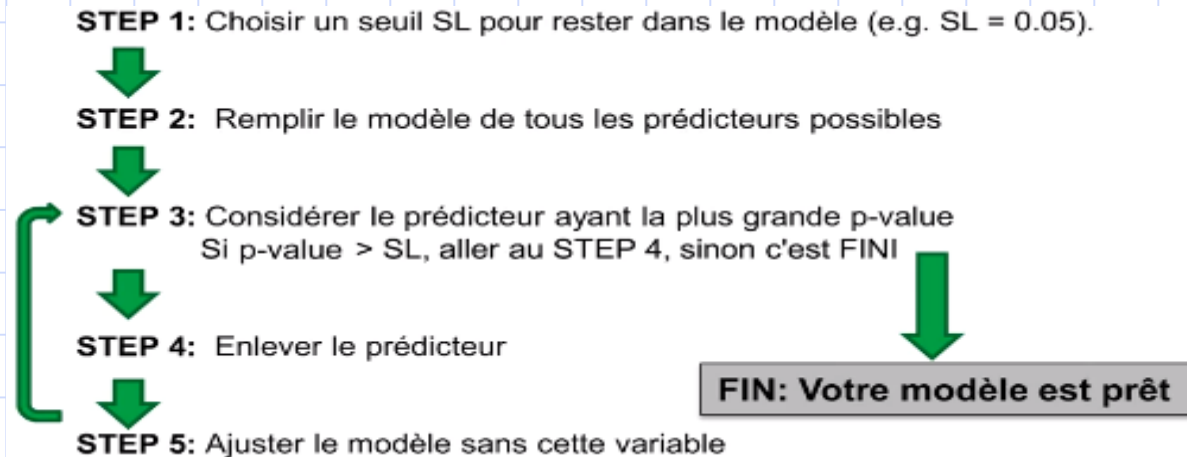 STEP 1: Choisir un seuil SL pour rester dans le modèle (e.g. SL = 0.05).
STEP 2: Remplir le modèle de tous les prédicteurs possibles
STEP 3: Considérer le prédicteur ayant la plus grande p-value
Si p-value > SL, aller au STEP 4, sinon c'est FINI
STEP 4: Enlever le prédicteur
FIN: Votre modèle est prêt
STEP 5: Ajuster le modèle sans cette variable